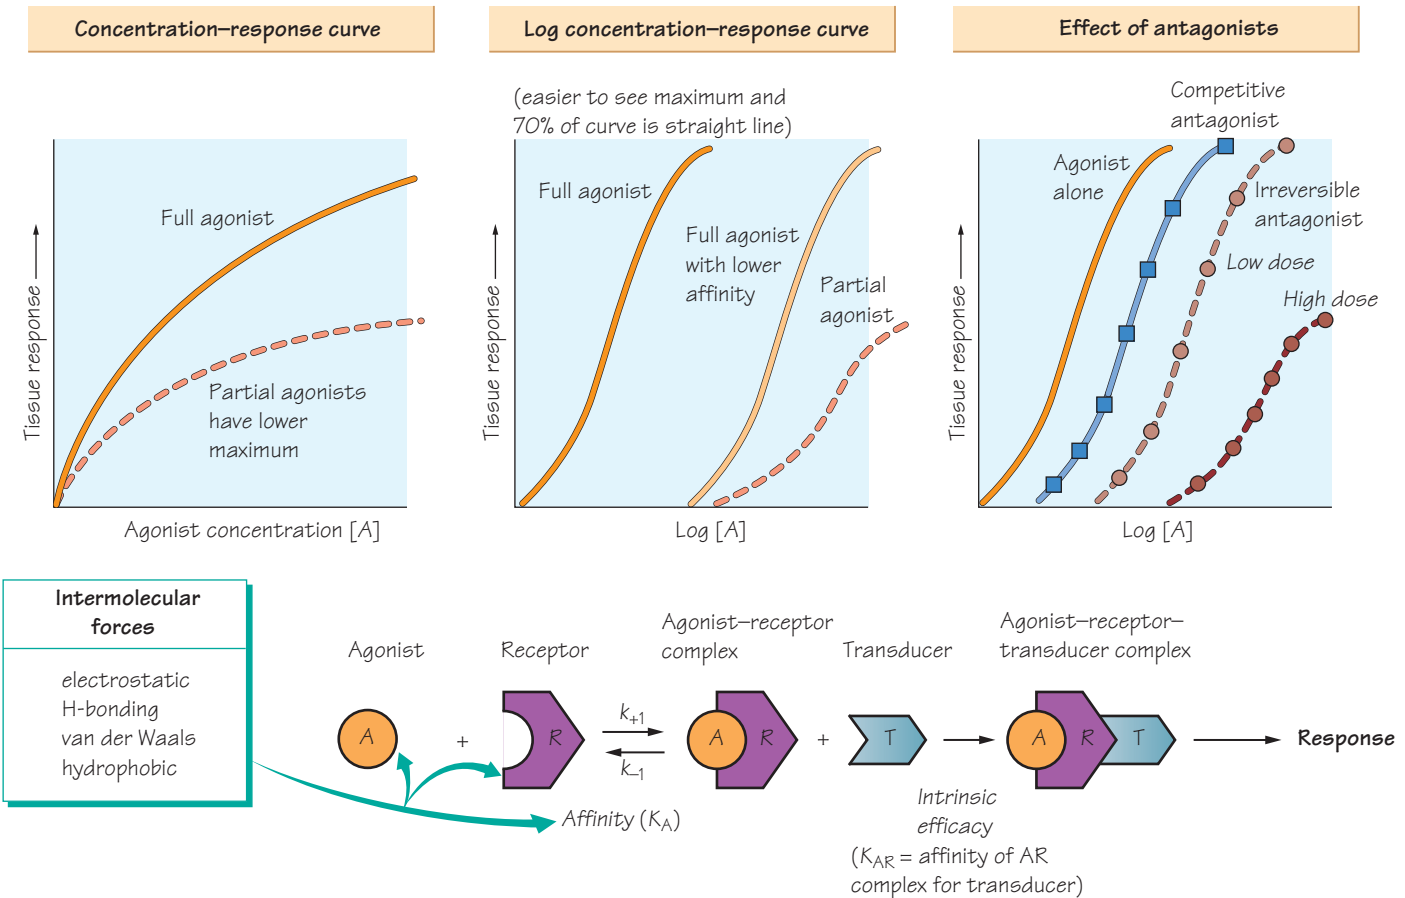 Concentration–response curve
Full agonist
Partial agonists
have lower
maximum
Tissue response
Agonist concentration [A]
Log concentration–response curve
(easier to see maximum and
70% of curve is straight line)
Full agonist
Full agonist
with lower
affinity
Partial
agonist
Tissue response
Log [A]
Effect of antagonists
Competitive
antagonist
Agonist
alone
Irreversible
antagonist
Low dose
High dose
Tissue response
Log [A]
Intermolecular
forces
electrostatic
H-bonding
van der Waals
hydrophobic
Agonist
Receptor
Agonist–receptor
complex
Transducer
Agonist–receptor–
transducer complex
A
+
R
k+1
k–1
A R
+
T
A R T
Response
Affinity (KA)
Intrinsic
efficacy
(KAR = affinity of AR
complex for transducer)